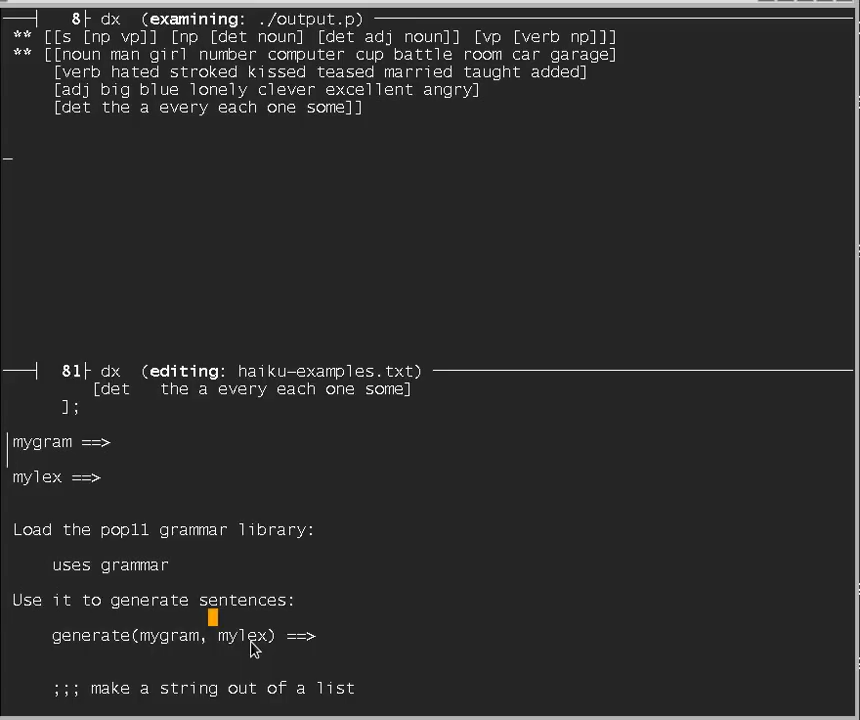 8 dx (examining: ./output.p)
** [[s [np vp]] [np [det noun] [det adj noun]] [vp [verb np]]]
** [[noun man girl number computer cup battle room car garage]
[verb hated stroked kissed teased married taught added]
[adj big blue lonely clever excellent angry]
[det the a every each one some]]
81 dx (editing: haiku-examples.txt)
[det the a every each one some]
];
mygram ==>
mylex ==>
Load the pop11 grammar library:
uses grammar
Use it to generate sentences:
generate(mygram, mylex) ==>
;;; make a string out of a list